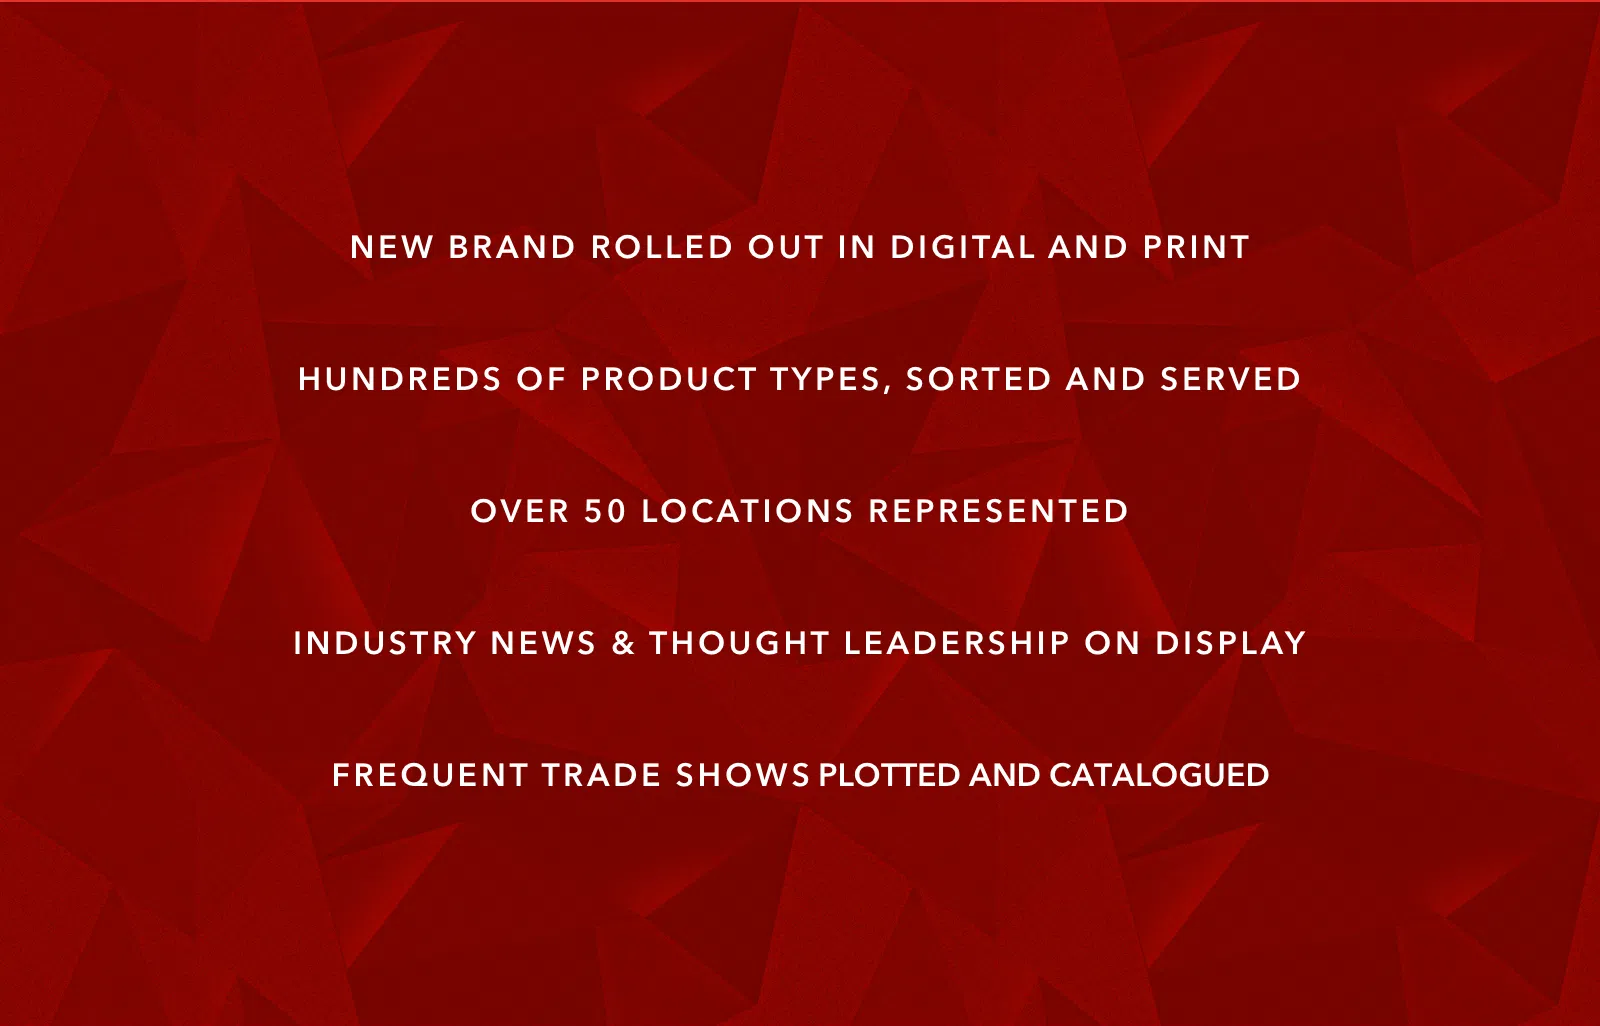 NEW BRAND ROLLED OUT IN DIGITAL AND PRINT
HUNDREDS OF PRODUCT TYPES, SORTED AND SERVED
OVER 50 LOCATIONS REPRESENTED
INDUSTRY NEWS & THOUGHT LEADERSHIP ON DISPLAY
FREQUENT TRADE SHOWS PLOTTED AND CATALOGUED